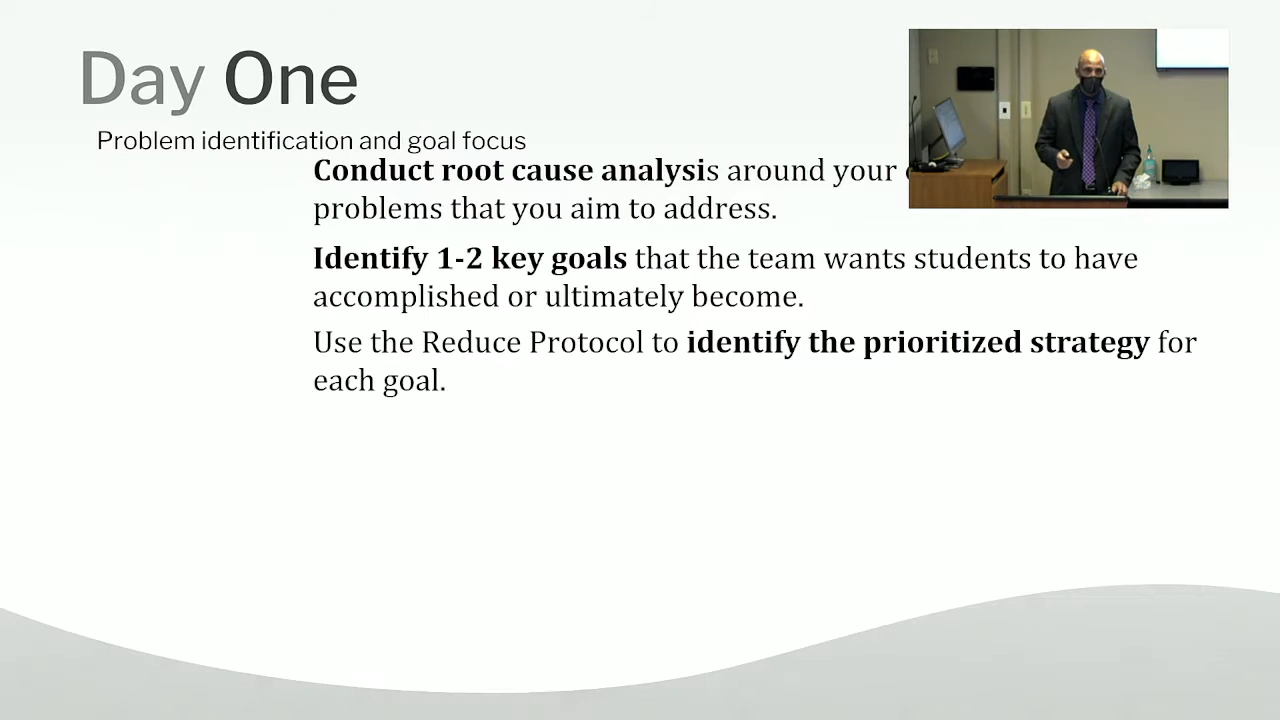 Day One
Problem identification and goal focus
Conduct root cause analysis around your
problems that you aim to address.
Identify 1-2 key goals that the team wants students to have
accomplished or ultimately become.
Use the Reduce Protocol to identify the prioritized strategy for
each goal.